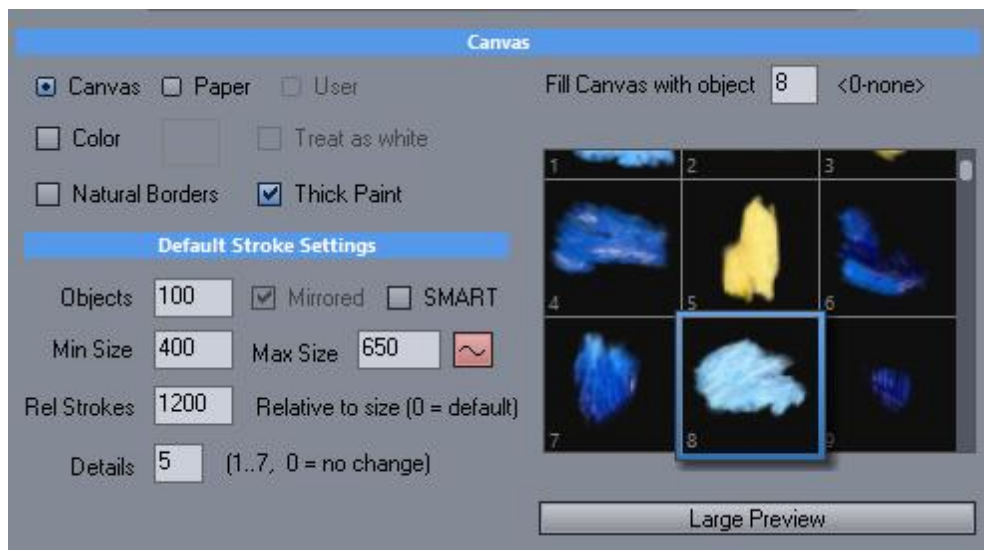 Canvas
Canvas Paper User
Fill Canvas with object 8 <0-none>
Color Treat as white
Natural Borders Thick Paint
Default Stroke Settings
Objects 100 Mirrored SMART
Min Size 400 Max Size 650
Rel Strokes 1200 Relative to size (0 = default)
Details 5 (1..7, 0 = no change)
1 2 3
4 5 6
7 8 9
Large Preview